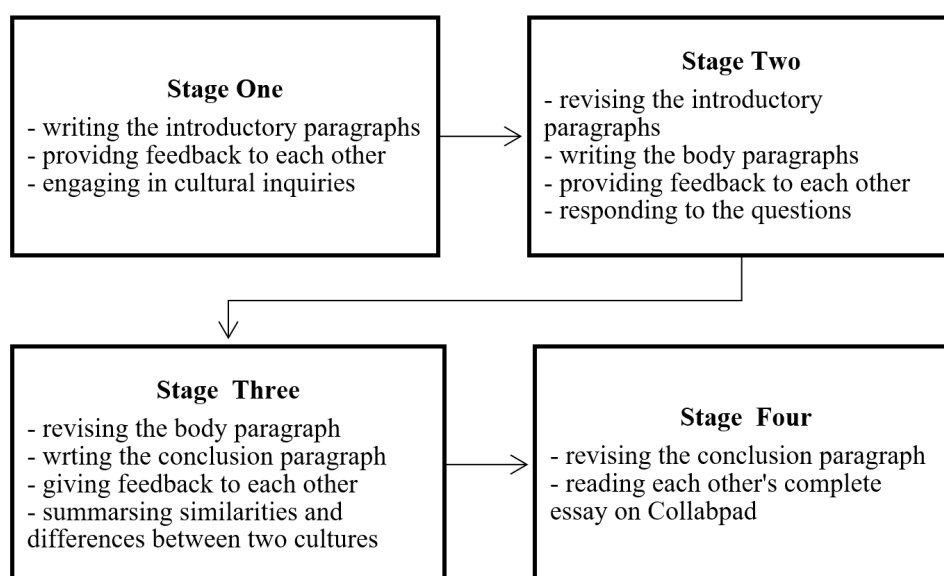 Stage One
- writing the introductory paragraphs
- providng feedback to each other
- engaging in cultural inquiries
Stage Two
- revising the introductory
paragraphs
- writing the body paragraphs
- providing feedback to each other
- responding to the questions
Stage Three
- revising the body paragraph
- wrting the conclusion paragraph
- giving feedback to each other
- summarsing similarities and
differences between two cultures
Stage Four
- revising the conclusion paragraph
- reading each other's complete
essay on Collabpad